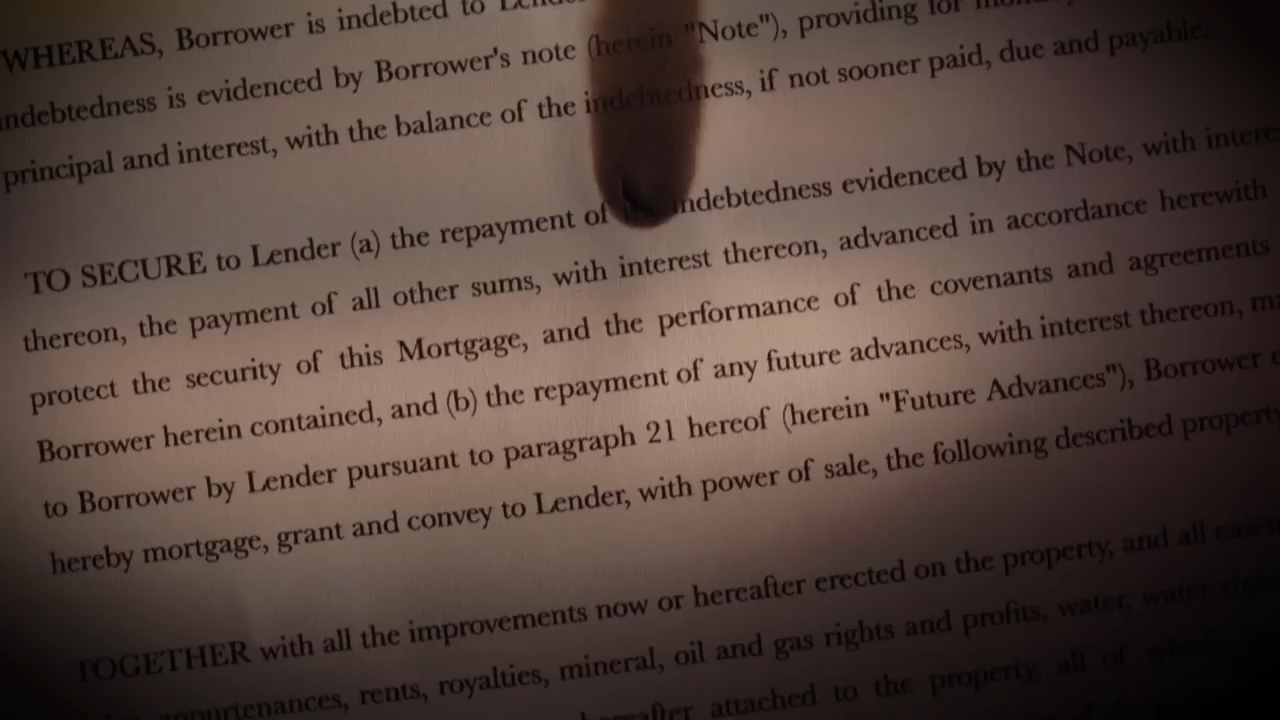 WHEREAS, Borrower is indebted to
indebtedness is evidenced by Borrower's note (herein "Note"), providing for
principal and interest, with the balance of the indebtedness, if not sooner paid, due and payable
TO SECURE to Lender (a) the repayment of indebtedness evidenced by the Note, with
thereon, the payment of all other sums, with interest thereon, advanced in accordance herewith
protect the security of this Mortgage, and the performance of the covenants and agreements
Borrower herein contained, and (b) the repayment of any future advances, with interest thereon,
to Borrower by Lender pursuant to paragraph 21 hereof (herein "Future Advances"), Borrower
hereby mortgage, grant and convey to Lender, with power of sale, the following described
TOGETHER with all the improvements now or hereafter erected on the property, and all
appurtenances, rents, royalties, mineral, oil and gas rights and profits, water, water
hereafter attached to the property, all of